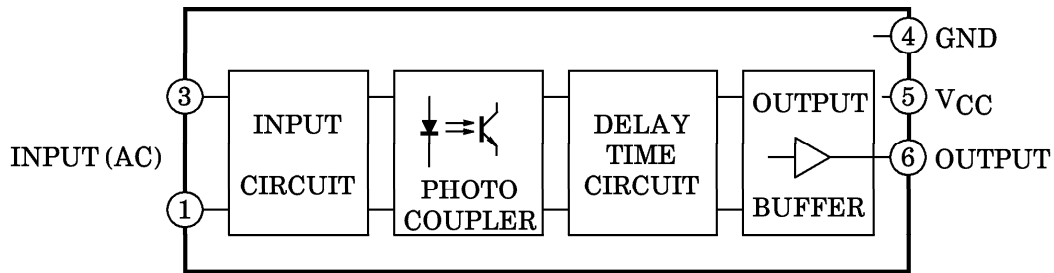 4 GND
3
5 VCC
INPUT
CIRCUIT
PHOTO
COUPLER
DELAY
TIME
CIRCUIT
OUTPUT
BUFFER
6 OUTPUT
INPUT (AC)
1